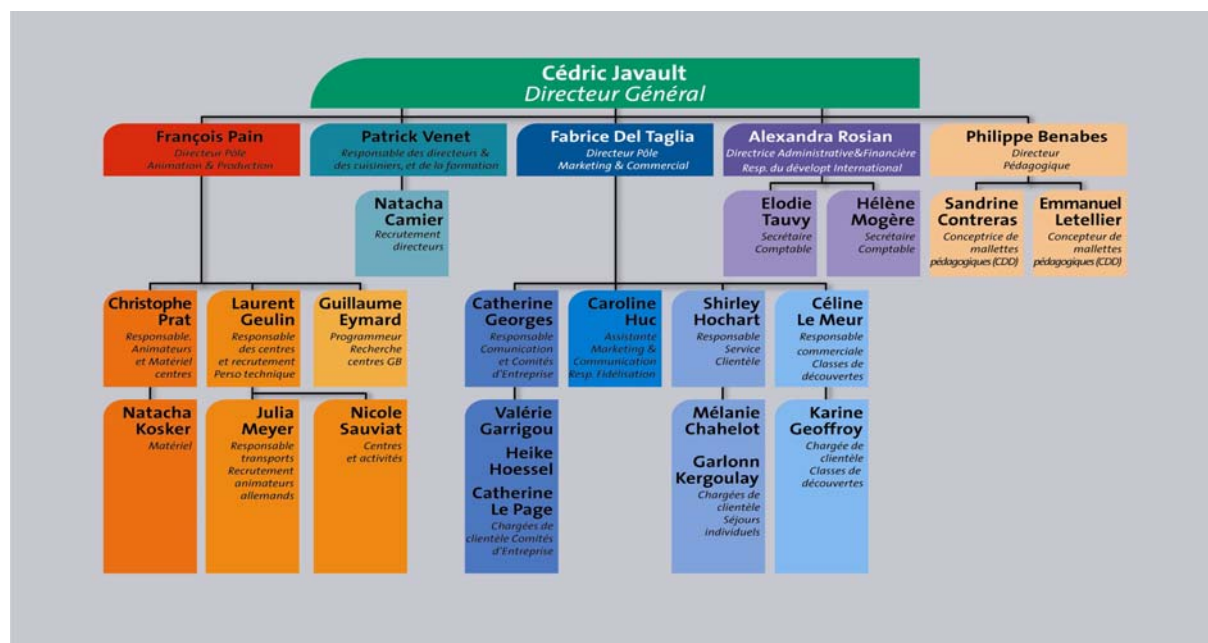 Cédric Javault
Directeur Général
François Pain
Directeur Pôle
Animation & Production
Patrick Venet
Responsable des directeurs &
des cuisiniers, et de la formation
Fabrice Del Taglia
Directeur Pôle
Marketing & Commercial
Alexandra Rosian
Directrice Administrative&Financière
Resp. du dévelopt International
Philippe Benabes
Directeur
Pédagogique
Natacha
Camier
Recrutement
directeurs
Elodie
Tauvy
Secrétaire
Comptable
Hélène
Mogère
Secrétaire
Comptable
Sandrine
Contreras
Conceptrice de
mallettes
pédagogiques (CDD)
Emmanuel
Letellier
Concepteur de
mallettes
pédagogiques (CDD)
Christophe
Prat
Responsable.
Animateurs
et Matériel
centres
Laurent
Geulin
Responsable
des centres
et recrutement
Perso technique
Guillaume
Eymard
Programmeur
Recherche
centres GB
Catherine
Georges
Responsable
Comunication
et Comités
d'Entreprise
Caroline
Huc
Assistante
Marketing &
Communication
Resp. Fidélisation
Shirley
Hochart
Responsable
Service
Clientèle
Céline
Le Meur
Responsable
commerciale
Classes de
découvertes
Natacha
Kosker
Matériel
Julia
Meyer
Responsable
transports
Recrutement
animateurs
allemands
Nicole
Sauviat
Centres
et activités
Valérie
Garrigou
Heike
Hoessel
Catherine
Le Page
Chargées de
clientèle Comités
d'Entreprise
Mélanie
Chahelot
Garlonn
Kergoulay
Chargées de
clientèle
Séjours
individuels
Karine
Geoffroy
Chargée de
clientèle
Classes de
découvertes